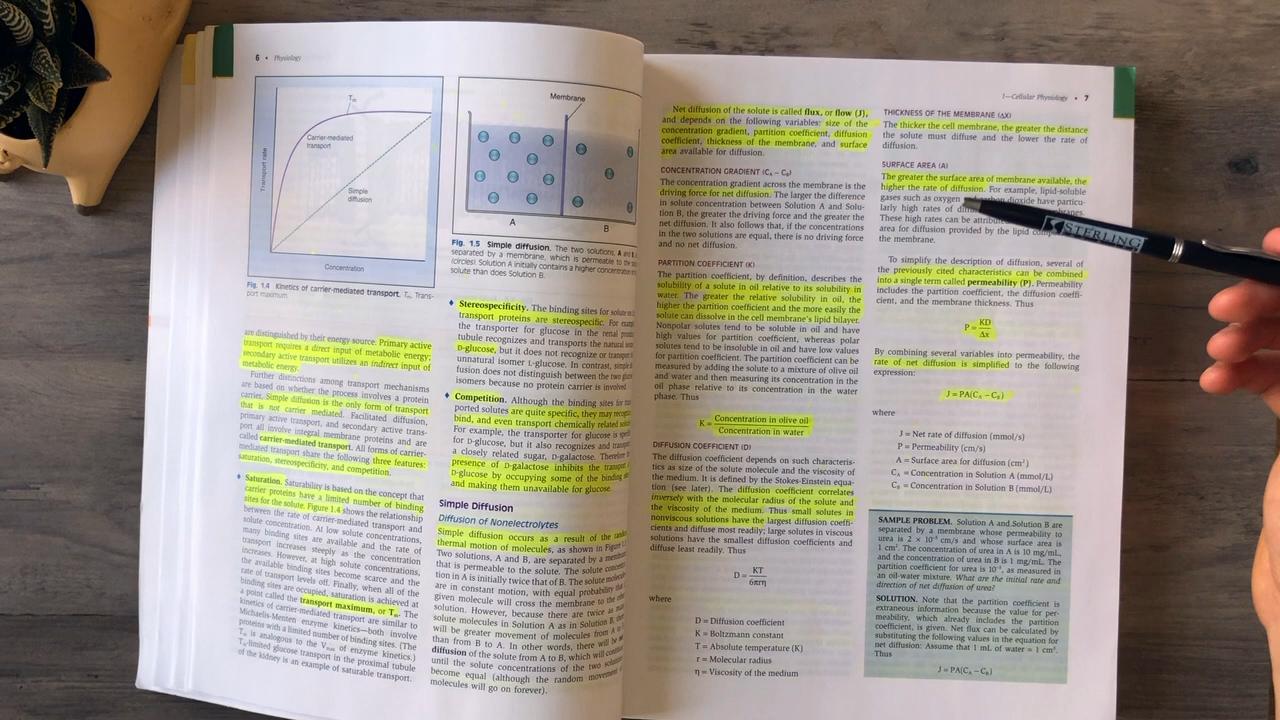 6 • Physiology
Tm
Carrier-mediated
transport
Simple
diffusion
Transport rate
Concentration
Fig. 1.4 Kinetics of carrier-mediated transport. Tm, Trans-
port maximum.
are distinguished by their energy source. Primary active
transport requires a direct input of metabolic energy;
secondary active transport utilizes an indirect input of
metabolic energy.
Further distinctions among transport mechanisms
are based on whether the process involves a protein
carrier. Simple diffusion is the only form of transport
that is not carrier mediated. Facilitated diffusion,
primary active transport, and secondary active trans-
port all involve integral membrane proteins and are
called carrier-mediated transport. All forms of carrier-
mediated transport share the following three features:
saturation, stereospecificity, and competition.
♦ Saturation. Saturability is based on the concept that
carrier proteins have a limited number of binding
sites for the solute. Figure 1.4 shows the relationship
between the rate of carrier-mediated transport and
solute concentration. At low solute concentrations,
many binding sites are available and the rate of
transport increases steeply as the concentration
increases. However, at high solute concentrations,
the available binding sites become scarce and the
rate of transport levels off. Finally, when all of the
binding sites are occupied, saturation is achieved at
a point called the transport maximum, or Tm. The
kinetics of carrier-mediated transport are similar to
Michaelis-Menten enzyme kinetics—both involve
proteins with a limited number of binding sites. (The
Tm is analogous to the Vmax of enzyme kinetics.)
Tm-limited glucose transport in the proximal tubule
of the kidney is an example of saturable transport.
Membrane
A
B
Fig. 1.5 Simple diffusion. The two solutions, A and
separated by a membrane, which is permeable to the
(circles). Solution A initially contains a higher concentration
solute than does Solution B.
♦ Stereospecificity. The binding sites for solute
transport proteins are stereospecific. For
the transporter for glucose in the renal
tubule recognizes and transports the natural
D-glucose, but it does not recognize or transport
unnatural isomer L-glucose. In contrast, simple
fusion does not distinguish between the two
isomers because no protein carrier is involved.
♦ Competition. Although the binding sites for
ported solutes are quite specific, they may
bind, and even transport chemically related
For example, the transporter for glucose is
for D-glucose, but it also recognizes and
a closely related sugar, D-galactose. Therefore
presence of D-galactose inhibits the transport
D-glucose by occupying some of the binding
and making them unavailable for glucose.
Simple Diffusion
Diffusion of Nonelectrolytes
Simple diffusion occurs as a result of the
thermal motion of molecules, as shown in Figure
Two solutions, A and B, are separated by a
that is permeable to the solute. The solute
tion in A is initially twice that of B. The solute
are in constant motion, with equal probability
given molecule will cross the membrane to the
solution. However, because there are twice as
solute molecules in Solution A as in Solution B,
will be greater movement of molecules from A
than from B to A. In other words, there will be
diffusion of the solute from A to B, which will
until the solute concentrations of the two
become equal (although the random movement
molecules will go on forever).
I—Cellular Physiology • 7
Net diffusion of the solute is called flux, or flow (J),
and depends on the following variables: size of the
concentration gradient, partition coefficient, diffusion
coefficient, thickness of the membrane, and surface
area available for diffusion.
CONCENTRATION GRADIENT (CA − CB)
The concentration gradient across the membrane is the
driving force for net diffusion. The larger the difference
in solute concentration between Solution A and Solu-
tion B, the greater the driving force and the greater the
net diffusion. It also follows that, if the concentrations
in the two solutions are equal, there is no driving force
and no net diffusion.
PARTITION COEFFICIENT (K)
The partition coefficient, by definition, describes the
solubility of a solute in oil relative to its solubility in
water. The greater the relative solubility in oil, the
higher the partition coefficient and the more easily the
solute can dissolve in the cell membrane's lipid bilayer.
Nonpolar solutes tend to be soluble in oil and have
high values for partition coefficient, whereas polar
solutes tend to be insoluble in oil and have low values
for partition coefficient. The partition coefficient can be
measured by adding the solute to a mixture of olive oil
and water and then measuring its concentration in the
oil phase relative to its concentration in the water
phase. Thus
K = Concentration in olive oil
Concentration in water
DIFFUSION COEFFICIENT (D)
The diffusion coefficient depends on such characteris-
tics as size of the solute molecule and the viscosity of
the medium. It is defined by the Stokes-Einstein equa-
tion (see later). The diffusion coefficient correlates
inversely with the molecular radius of the solute and
the viscosity of the medium. Thus small solutes in
nonviscous solutions have the largest diffusion coeffi-
cients and diffuse most readily; large solutes in viscous
solutions have the smallest diffusion coefficients and
diffuse least readily. Thus
D = KT
6πrη
where
D = Diffusion coefficient
K = Boltzmann constant
T = Absolute temperature (K)
r = Molecular radius
η = Viscosity of the medium
THICKNESS OF THE MEMBRANE (ΔX)
The thicker the cell membrane, the greater the distance
the solute must diffuse and the lower the rate of
diffusion.
SURFACE AREA (A)
The greater the surface area of membrane available, the
higher the rate of diffusion. For example, lipid-soluble
gases such as oxygen dioxide have particu-
larly high rates of
These high rates can be
area for diffusion provided by the lipid
the membrane.
To simplify the description of diffusion, several of
the previously cited characteristics can be combined
into a single term called permeability (P). Permeability
includes the partition coefficient, the diffusion coeffi-
cient, and the membrane thickness. Thus
P = KD
Δx
By combining several variables into permeability, the
rate of net diffusion is simplified to the following
expression:
J = PA(CA − CB)
where
J = Net rate of diffusion (mmol/s)
P = Permeability (cm/s)
A = Surface area for diffusion (cm²)
CA = Concentration in Solution A (mmol/L)
CB = Concentration in Solution B (mmol/L)
SAMPLE PROBLEM. Solution A and Solution B are
separated by a membrane whose permeability to
urea is 2 × 10⁻⁵ cm/s and whose surface area is
1 cm². The concentration of urea in A is 10 mg/mL,
and the concentration of urea in B is 1 mg/mL. The
partition coefficient for urea is 10⁻³, as measured in
an oil-water mixture. What are the initial rate and
direction of net diffusion of urea?
SOLUTION. Note that the partition coefficient is
extraneous information because the value for per-
meability, which already includes the partition
coefficient, is given. Net flux can be calculated by
substituting the following values in the equation for
net diffusion: Assume that 1 mL of water = 1 cm³.
Thus
J = PA(CA − CB)
STERLING